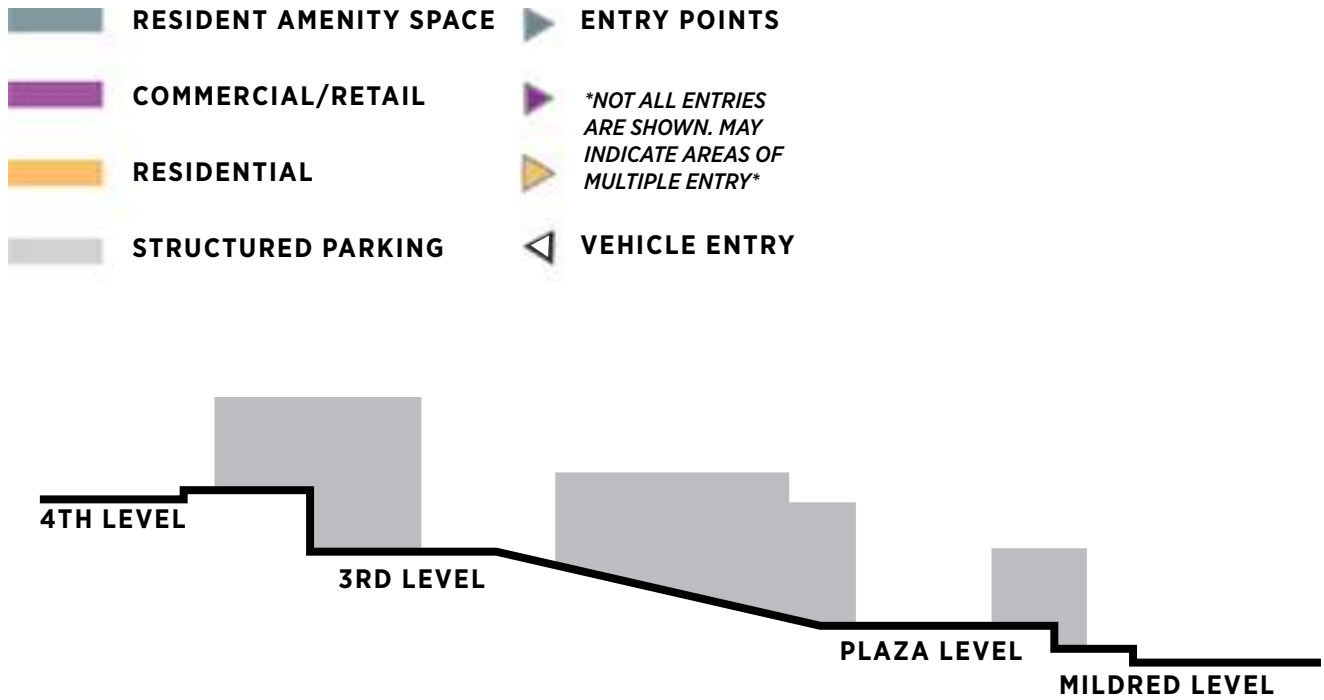 RESIDENT AMENITY SPACE
ENTRY POINTS
COMMERCIAL/RETAIL
*NOT ALL ENTRIES
ARE SHOWN. MAY
INDICATE AREAS OF
MULTIPLE ENTRY*
RESIDENTIAL
STRUCTURED PARKING
VEHICLE ENTRY
4TH LEVEL
3RD LEVEL
PLAZA LEVEL
MILDRED LEVEL